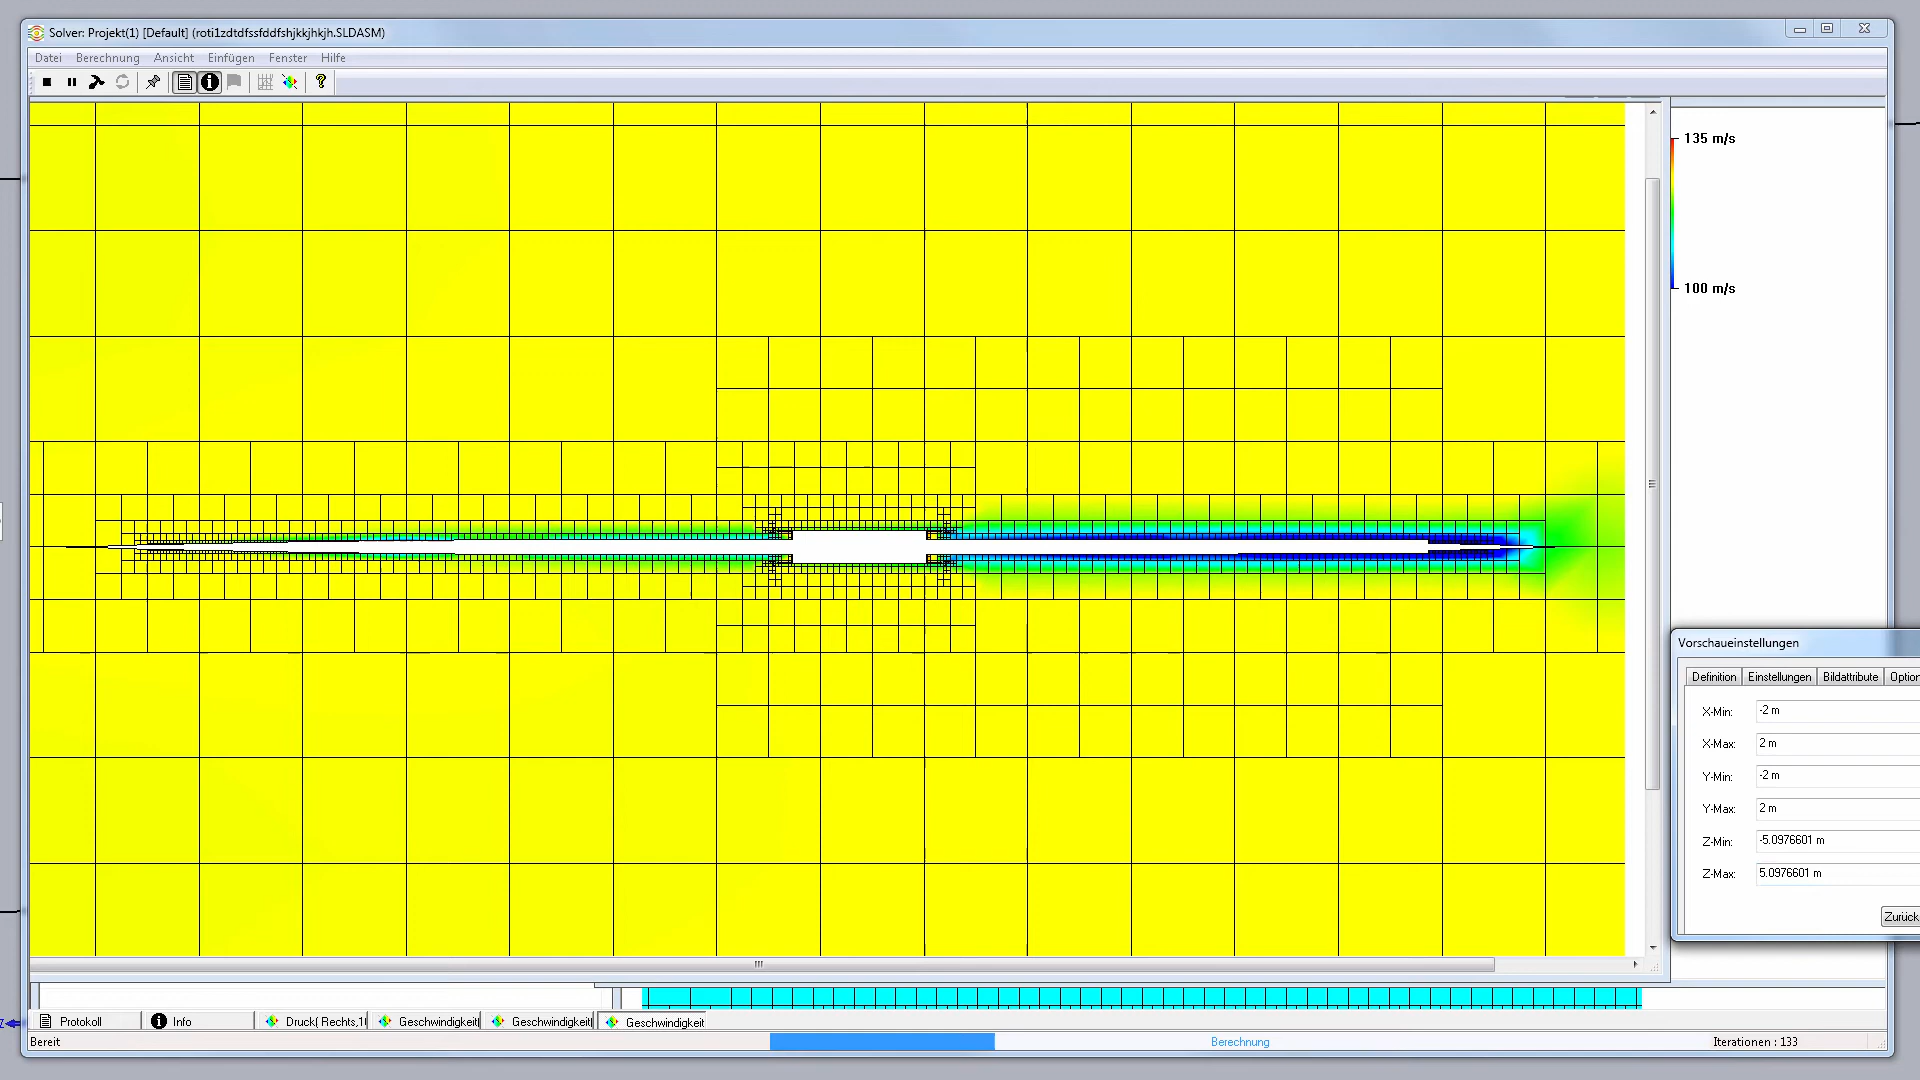 Solver: Projekt(1) [Default] (roti1zdtdfssfddfshjkkjhkjh.SLDASM)
Datei Berechnung Ansicht Einfügen Fenster Hilfe
135 m/s
100 m/s
Vorschaueinstellungen
Definition Einstellungen Bildattribute Option
X-Min: -2 m
X-Max: 2 m
Y-Min: -2 m
Y-Max: 2 m
Z-Min: -5.0976601 m
Z-Max: 5.0976601 m
Zurück
Protokoll Info Druck( Rechts,1( Geschwindigkeit( Geschwindigkeit( Geschwindigkeit
Bereit Berechnung Iterationen : 133
Z